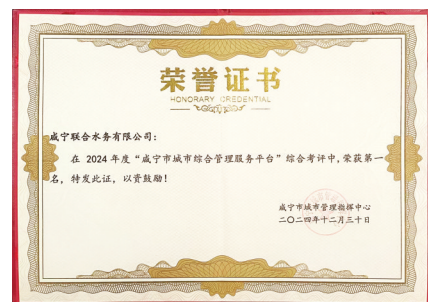 荣誉证书
HONORARY CREDENTIAL
咸宁联合水务有限公司：
在 2024 年度“咸宁市城市综合管理服务平台”综合考评中，荣获第一
名，特发此证，以资鼓励！
咸宁市城市管理指挥中心
二〇二四年十二月三十日